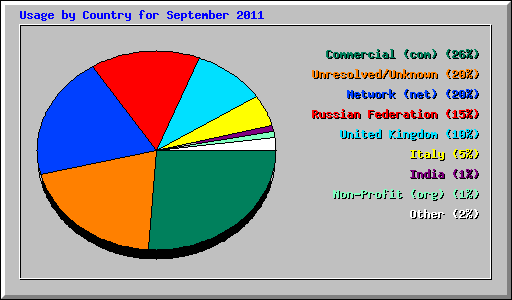 Usage by Country for September 2011
Commercial (com) (26%)
Unresolved/Unknown (20%)
Network (net) (20%)
Russian Federation (15%)
United Kingdom (10%)
Italy (5%)
India (1%)
Non-Profit (org) (1%)
Other (2%)